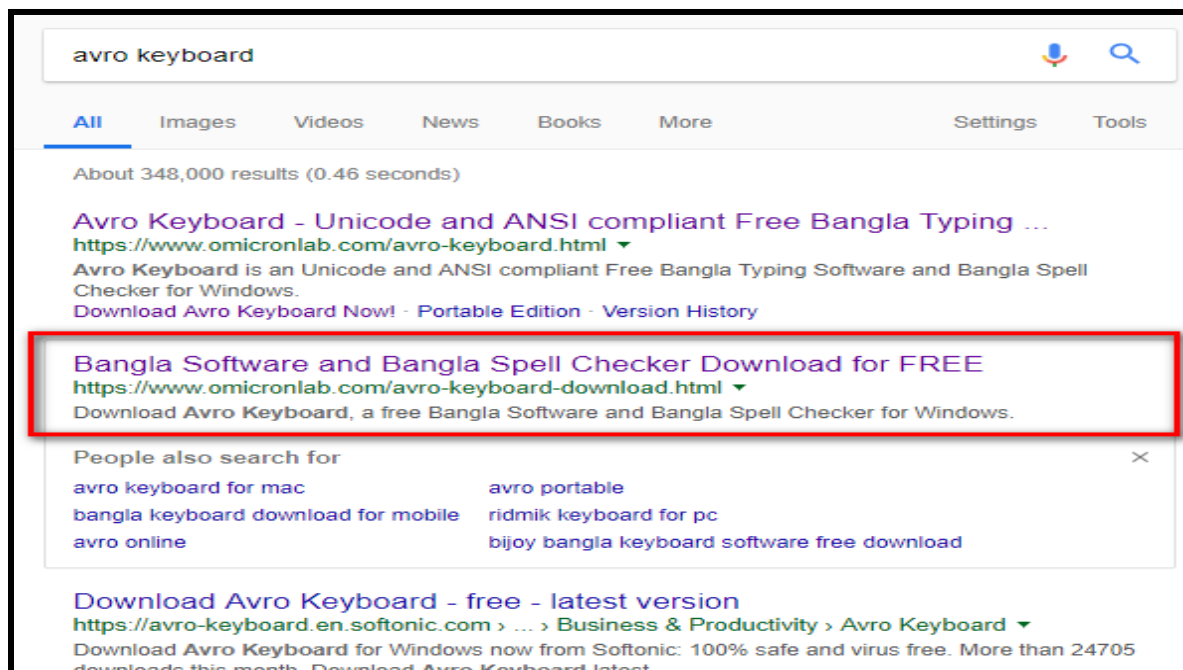 avro keyboard
All Images Videos News Books More Settings Tools
About 348,000 results (0.46 seconds)
Avro Keyboard - Unicode and ANSI compliant Free Bangla Typing ...
https://www.omicronlab.com/avro-keyboard.html
Avro Keyboard is an Unicode and ANSI compliant Free Bangla Typing Software and Bangla Spell
Checker for Windows.
Download Avro Keyboard Now! · Portable Edition · Version History
Bangla Software and Bangla Spell Checker Download for FREE
https://www.omicronlab.com/avro-keyboard-download.html
Download Avro Keyboard, a free Bangla Software and Bangla Spell Checker for Windows.
People also search for
avro keyboard for mac avro portable
bangla keyboard download for mobile ridmik keyboard for pc
avro online bijoy bangla keyboard software free download
Download Avro Keyboard - free - latest version
https://avro-keyboard.en.softonic.com › ... › Business & Productivity › Avro Keyboard
Download Avro Keyboard for Windows now from Softonic: 100% safe and virus free. More than 24705
downloads this month. Download Avro Keyboard latest